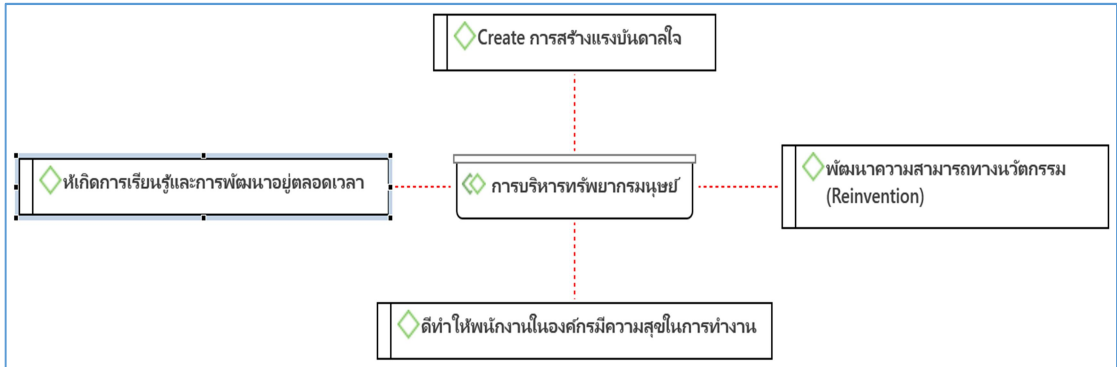 Create การสร้างแรงบันดาลใจ
ห้เกิดการเรียนรู้และการพัฒนาอยู่ตลอดเวลา
การบริหารทรัพยากรมนุษย์
พัฒนาความสามารถทางนวัตกรรม
(Reinvention)
ดีทำให้พนักงานในองค์กรมีความสุขในการทำงาน